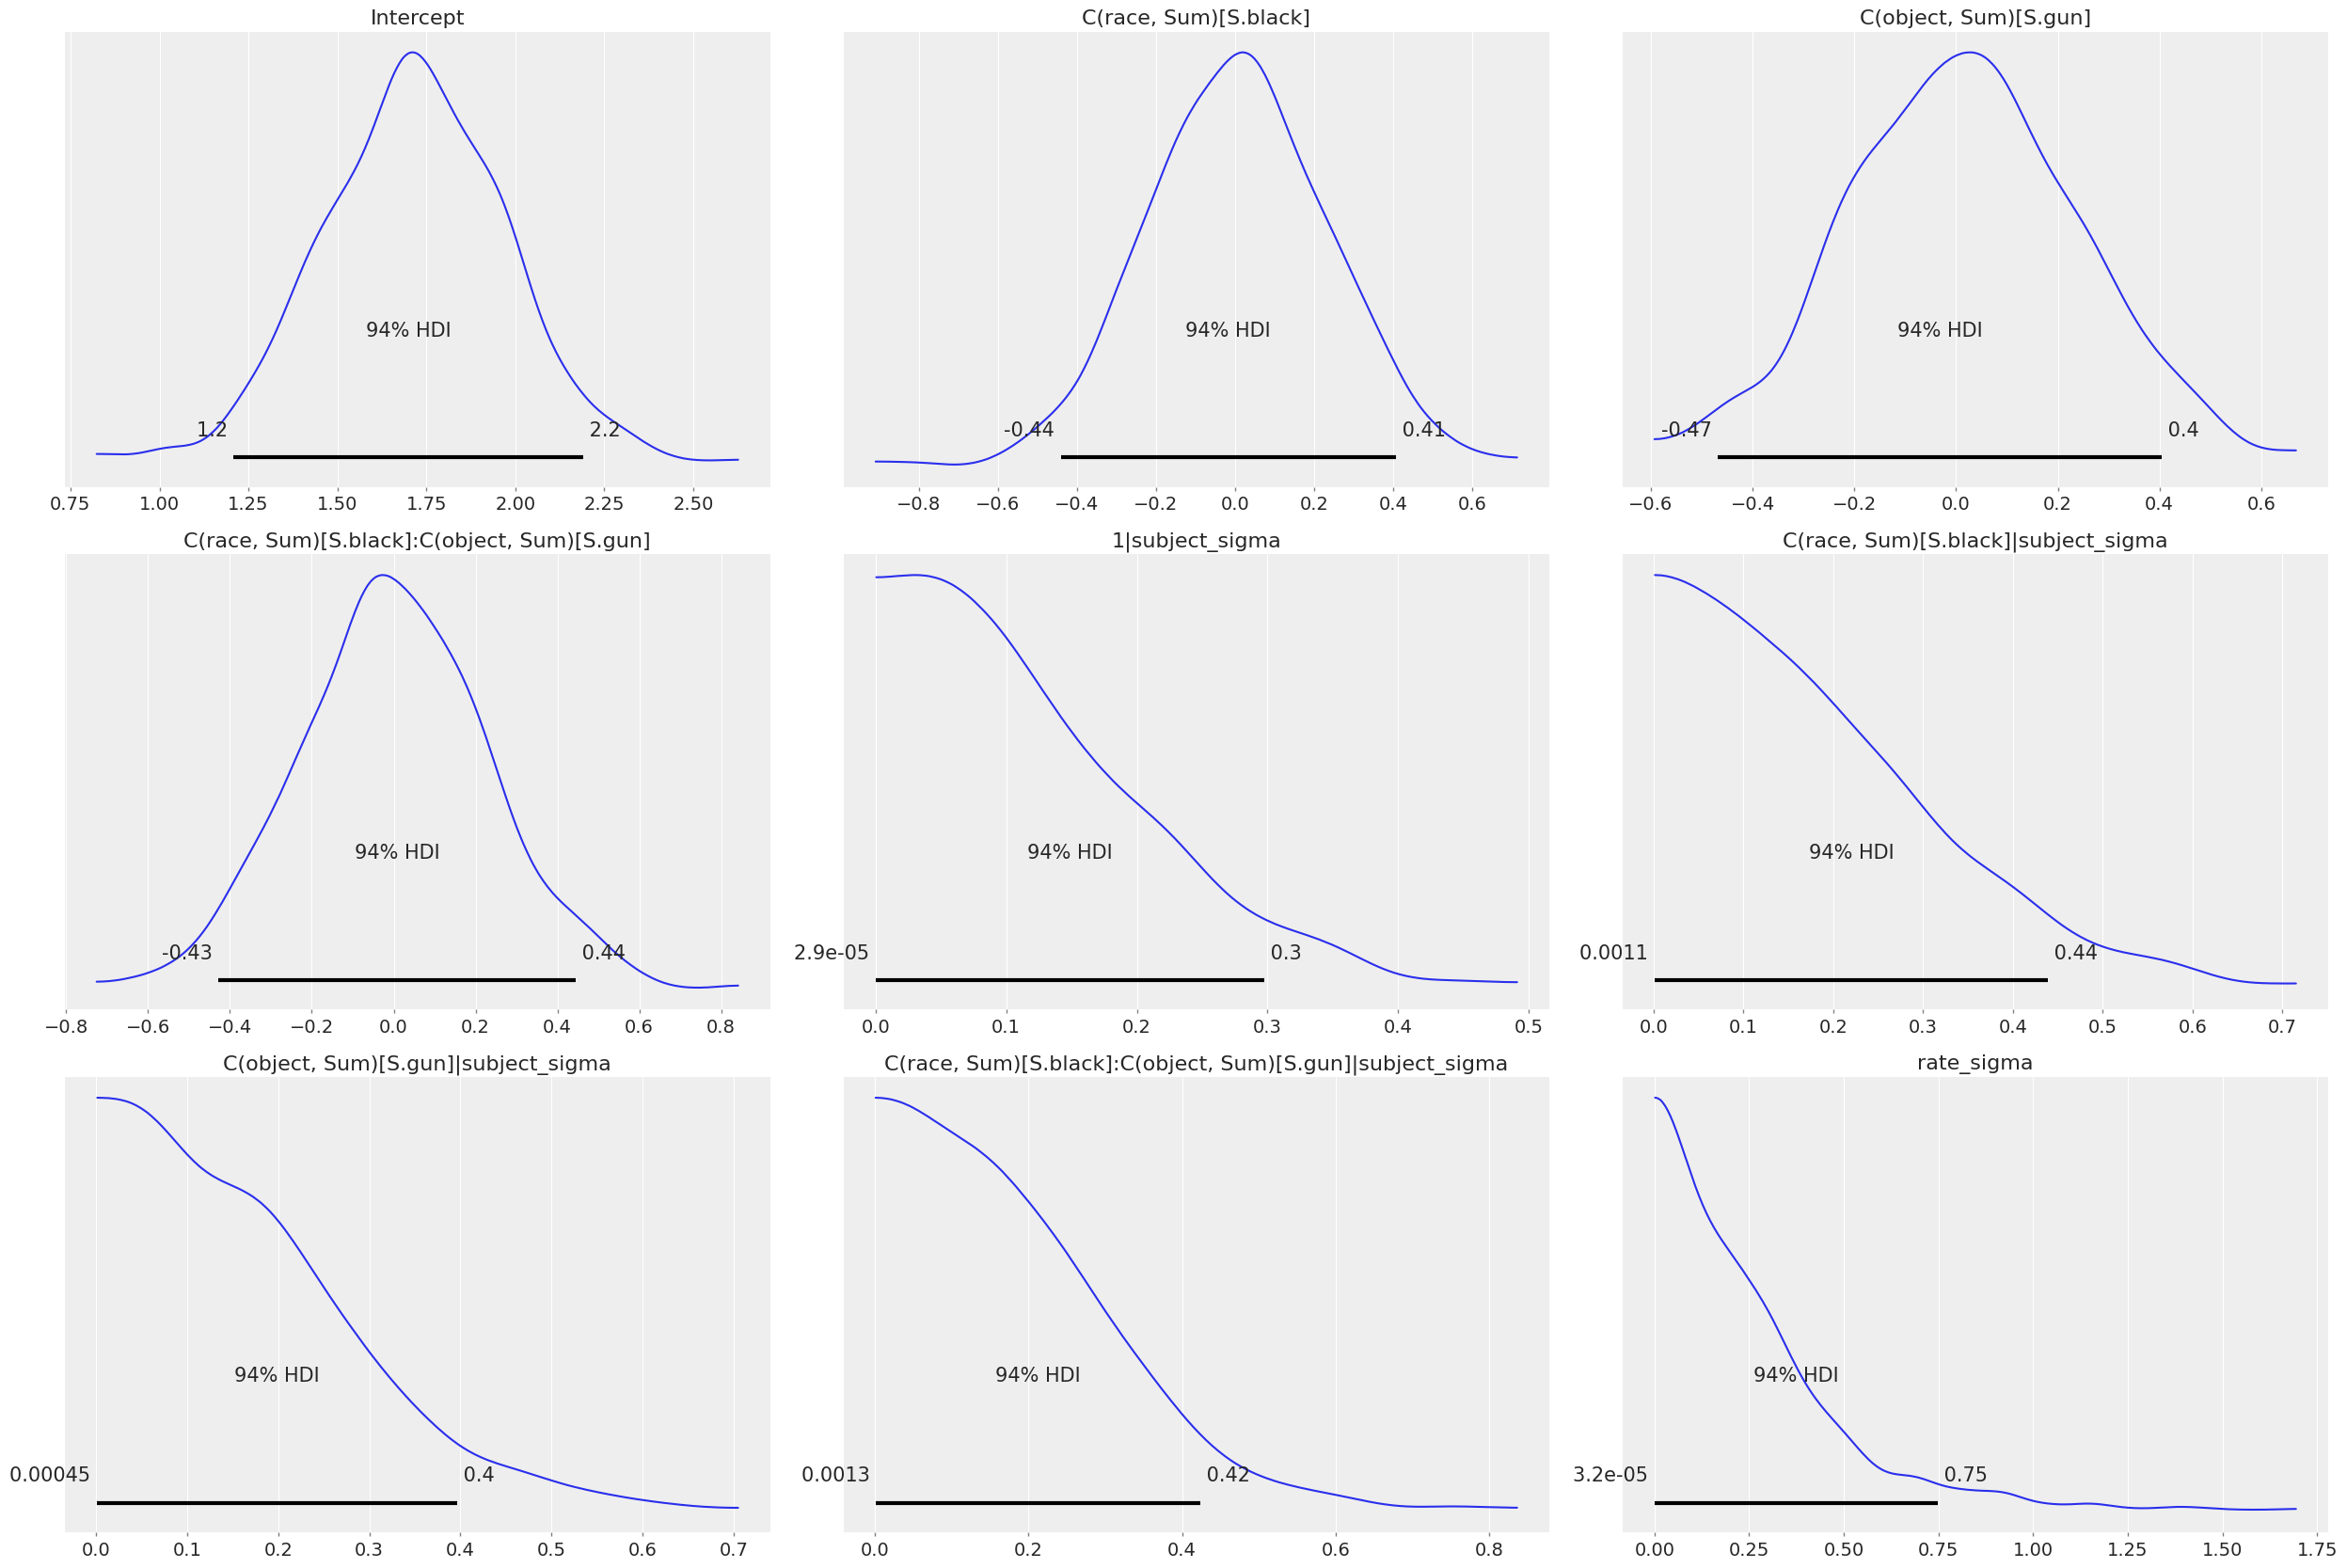 Intercept
94% HDI
1.2
2.2
0.75 1.00 1.25 1.50 1.75 2.00 2.25 2.50
C(race, Sum)[S.black]
94% HDI
-0.44
0.41
−0.8 −0.6 −0.4 −0.2 0.0 0.2 0.4 0.6
C(object, Sum)[S.gun]
94% HDI
-0.47
0.4
−0.6 −0.4 −0.2 0.0 0.2 0.4 0.6
C(race, Sum)[S.black]:C(object, Sum)[S.gun]
94% HDI
-0.43
0.44
−0.8 −0.6 −0.4 −0.2 0.0 0.2 0.4 0.6 0.8
1|subject_sigma
94% HDI
2.9e-05
0.3
0.0 0.1 0.2 0.3 0.4 0.5
C(race, Sum)[S.black]|subject_sigma
94% HDI
0.0011
0.44
0.0 0.1 0.2 0.3 0.4 0.5 0.6 0.7
C(object, Sum)[S.gun]|subject_sigma
94% HDI
0.00045
0.4
0.0 0.1 0.2 0.3 0.4 0.5 0.6 0.7
C(race, Sum)[S.black]:C(object, Sum)[S.gun]|subject_sigma
94% HDI
0.0013
0.42
0.0 0.2 0.4 0.6 0.8
rate_sigma
94% HDI
3.2e-05
0.75
0.00 0.25 0.50 0.75 1.00 1.25 1.50 1.75